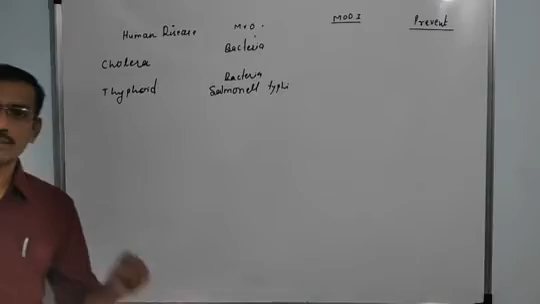 Human Disease M.O. MOD I Prevent
Bacteria
Cholera
Bacteria
Thyphoid Salmonell typhi